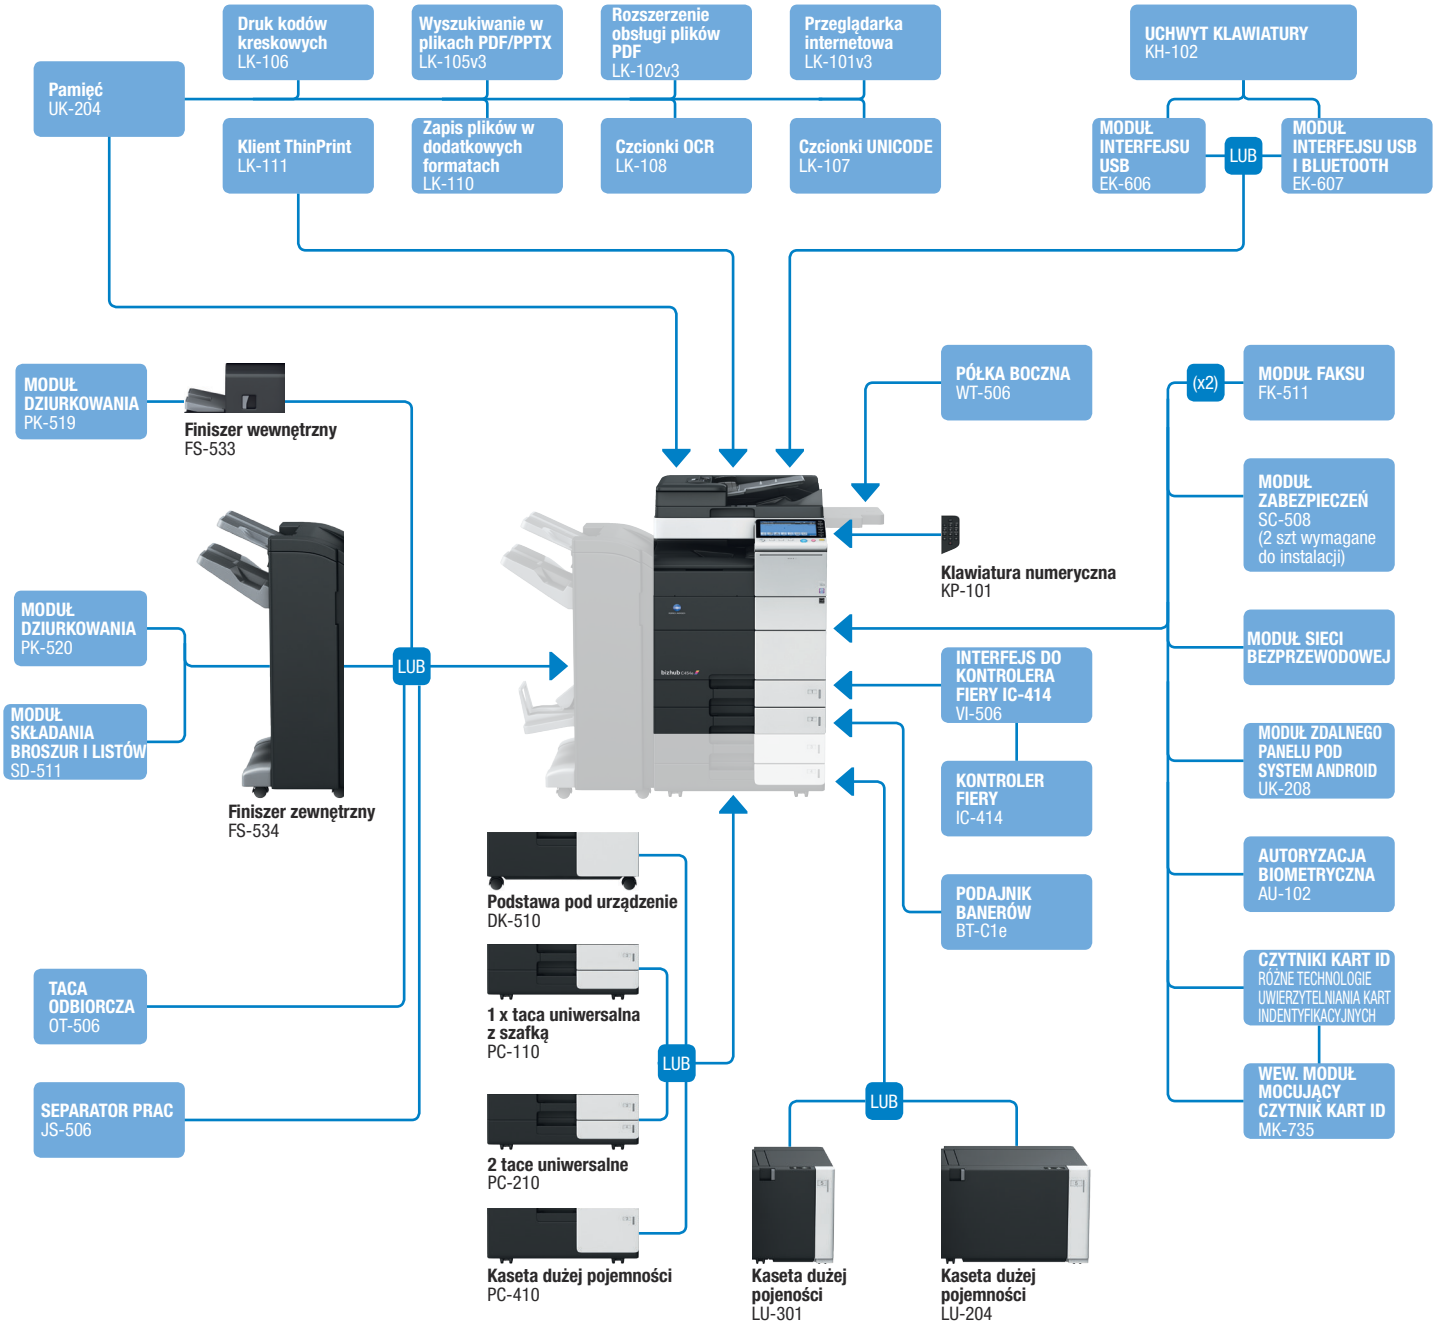 Druk kodów
kreskowych
LK-106
Wyszukiwanie w
plikach PDF/PPTX
LK-105v3
Rozszerzenie
obsługi plików
PDF
LK-102v3
Przeglądarka
internetowa
LK-101v3
UCHWYT KLAWIATURY
KH-102
Pamięć
UK-204
Klient ThinPrint
LK-111
Zapis plików w
dodatkowych
formatach
LK-110
Czcionki OCR
LK-108
Czcionki UNICODE
LK-107
MODUŁ
INTERFEJSU
USB
EK-606
LUB
MODUŁ
INTERFEJSU USB
I BLUETOOTH
EK-607
MODUŁ
DZIURKOWANIA
PK-519
Finiszer wewnętrzny
FS-533
PÓŁKA BOCZNA
WT-506
(x2)
MODUŁ FAKSU
FK-511
MODUŁ
ZABEZPIECZEŃ
SC-508
(2 szt wymagane
do instalacji)
Klawiatura numeryczna
KP-101
MODUŁ
DZIURKOWANIA
PK-520
MODUŁ SIECI
BEZPRZEWODOWEJ
LUB
bizhub
INTERFEJS DO
KONTROLERA
FIERY IC-414
VI-506
MODUŁ
SKŁADANIA
BROSZUR I LISTÓW
SD-511
MODUŁ ZDALNEGO
PANELU POD
SYSTEM ANDROID
UK-208
KONTROLER
FIERY
IC-414
Finiszer zewnętrzny
FS-534
AUTORYZACJA
BIOMETRYCZNA
AU-102
Podstawa pod urządzenie
DK-510
PODAJNIK
BANERÓW
BT-C1e
CZYTNIKI KART ID
RÓŻNE TECHNOLOGIE
UWIERZYTELNIANIA KART
INDENTYFIKACYJNYCH
TACA
ODBIORCZA
OT-506
1 x taca uniwersalna
z szafką
PC-110
LUB
WEW. MODUŁ
MOCUJĄCY
CZYTNIK KART ID
MK-735
SEPARATOR PRAC
JS-506
LUB
2 tace uniwersalne
PC-210
Kaseta dużej pojemności
PC-410
Kaseta dużej
pojeności
LU-301
Kaseta dużej
pojemności
LU-204